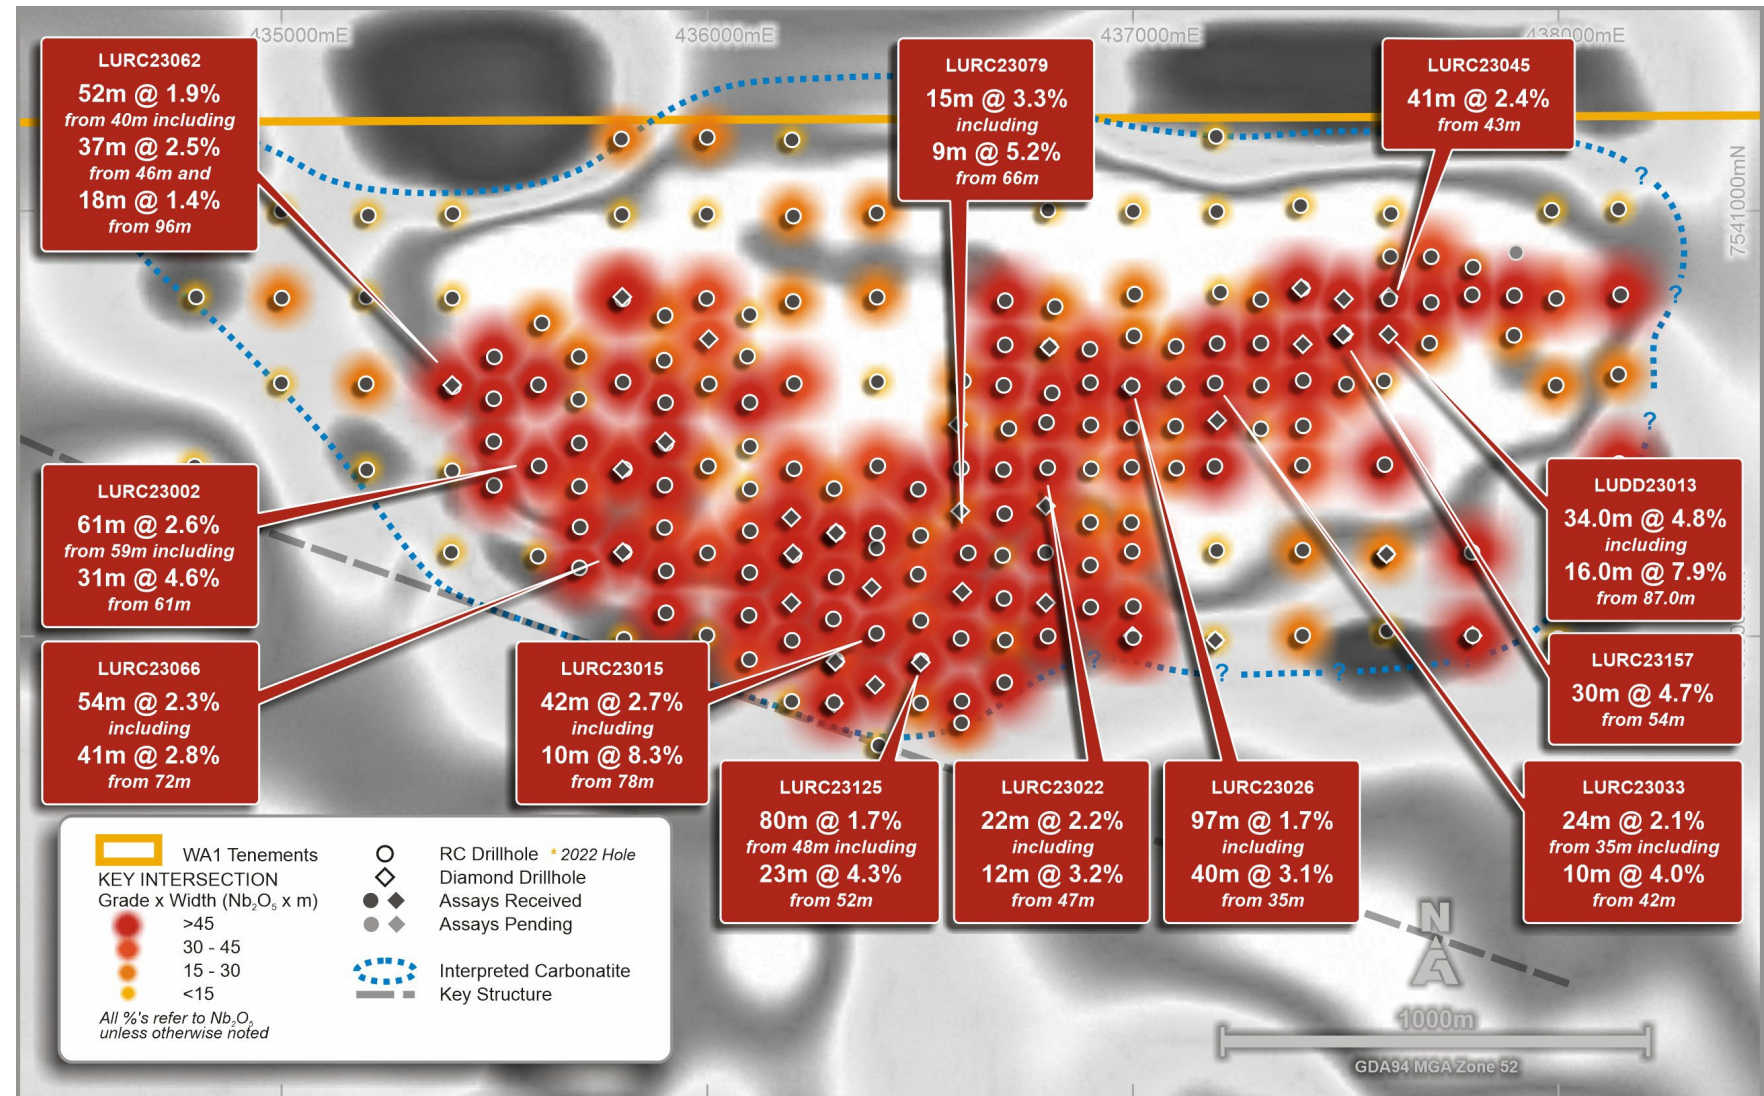 435000mE
436000mE
437000mE
438000mE
7541000mN
LURC23062
52m @ 1.9%
from 40m including
37m @ 2.5%
from 46m and
18m @ 1.4%
from 96m
LURC23079
15m @ 3.3%
including
9m @ 5.2%
from 66m
LURC23045
41m @ 2.4%
from 43m
?
?
?
LURC23002
61m @ 2.6%
from 59m including
31m @ 4.6%
from 61m
LUDD23013
34.0m @ 4.8%
including
16.0m @ 7.9%
from 87.0m
LURC23066
54m @ 2.3%
including
41m @ 2.8%
from 72m
LURC23015
42m @ 2.7%
including
10m @ 8.3%
from 78m
?
?
?
LURC23157
30m @ 4.7%
from 54m
LURC23125
80m @ 1.7%
from 48m including
23m @ 4.3%
from 52m
LURC23022
22m @ 2.2%
including
12m @ 3.2%
from 47m
LURC23026
97m @ 1.7%
including
40m @ 3.1%
from 35m
LURC23033
24m @ 2.1%
from 35m including
10m @ 4.0%
from 42m
WA1 Tenements
KEY INTERSECTION
Grade x Width (Nb₂O₅ x m)
>45
30 - 45
15 - 30
<15
All %'s refer to Nb₂O₅
unless otherwise noted
RC Drillhole * 2022 Hole
Diamond Drillhole
Assays Received
Assays Pending
Interpreted Carbonatite
Key Structure
N
1000m
GDA94 MGA Zone 52